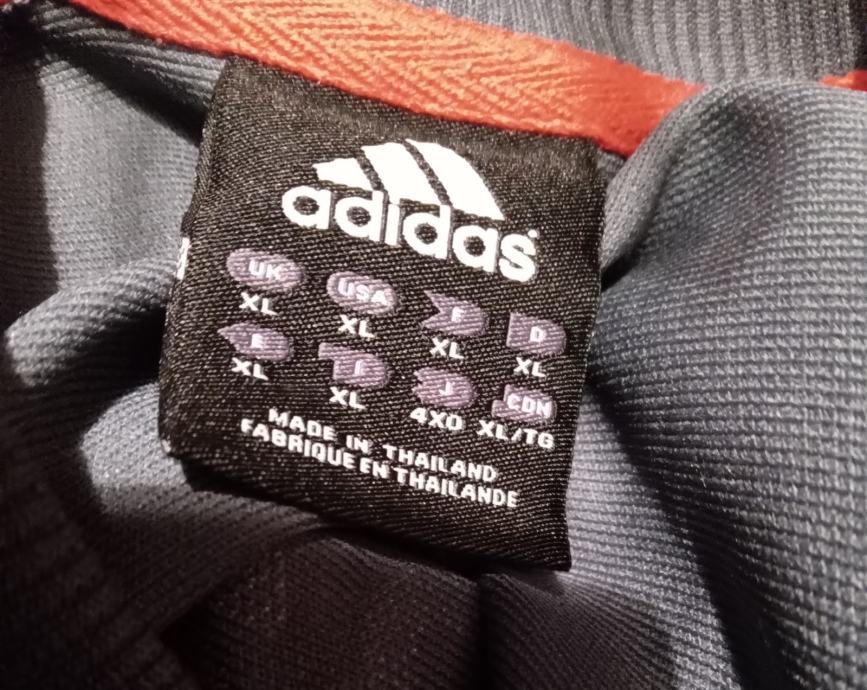 adidas
UK USA F D
XL XL XL XL
E I J CDN
XL XL 4XO XL/TG
MADE IN THAILAND
FABRIQUE EN THAILANDE